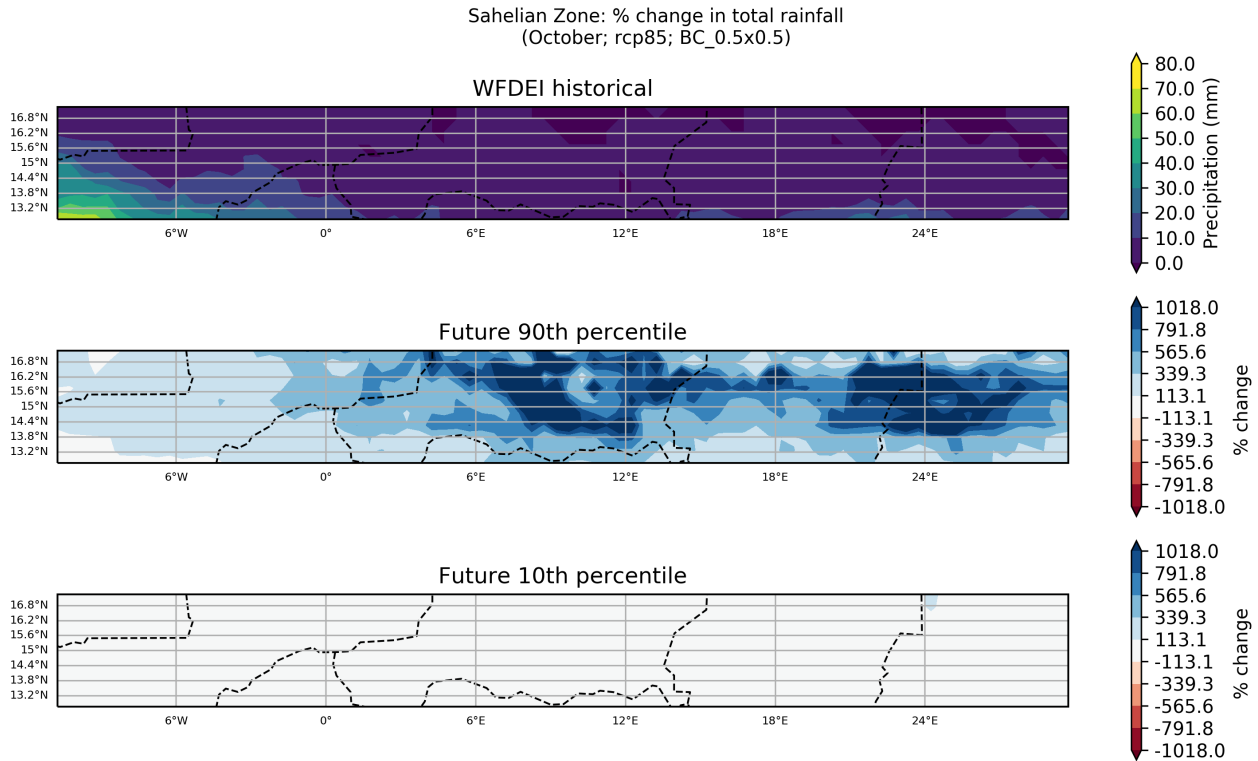 Sahelian Zone: % change in total rainfall
(October; rcp85; BC_0.5x0.5)
WFDEI historical
16.8°N
16.2°N
15.6°N
15°N
14.4°N
13.8°N
13.2°N
6°W 0° 6°E 12°E 18°E 24°E
80.0
70.0
60.0
50.0
40.0
30.0
20.0
10.0
0.0
Precipitation (mm)
Future 90th percentile
16.8°N
16.2°N
15.6°N
15°N
14.4°N
13.8°N
13.2°N
6°W 0° 6°E 12°E 18°E 24°E
1018.0
791.8
565.6
339.3
113.1
-113.1
-339.3
-565.6
-791.8
-1018.0
% change
Future 10th percentile
16.8°N
16.2°N
15.6°N
15°N
14.4°N
13.8°N
13.2°N
6°W 0° 6°E 12°E 18°E 24°E
1018.0
791.8
565.6
339.3
113.1
-113.1
-339.3
-565.6
-791.8
-1018.0
% change